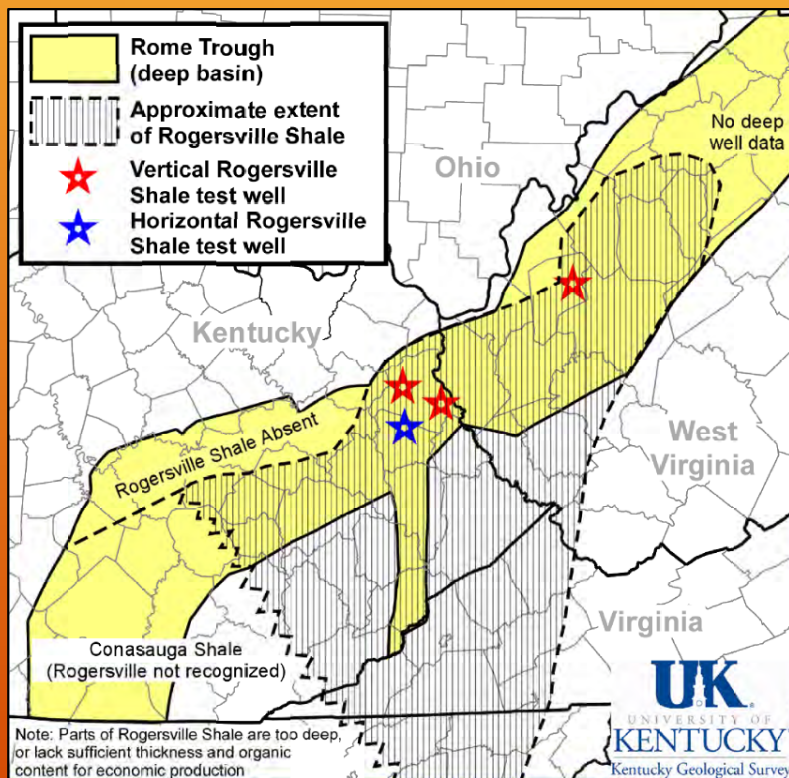 Rome Trough
(deep basin)
Approximate extent
of Rogersville Shale
Vertical Rogersville
Shale test well
Horizontal Rogersville
Shale test well
No deep
well data
Ohio
Kentucky
Rogersville Shale Absent
West
Virginia
Virginia
Conasauga Shale
(Rogersville not recognized)
Note: Parts of Rogersville Shale are too deep,
or lack sufficient thickness and organic
content for economic production
UK
UNIVERSITY OF
KENTUCKY
Kentucky Geological Survey